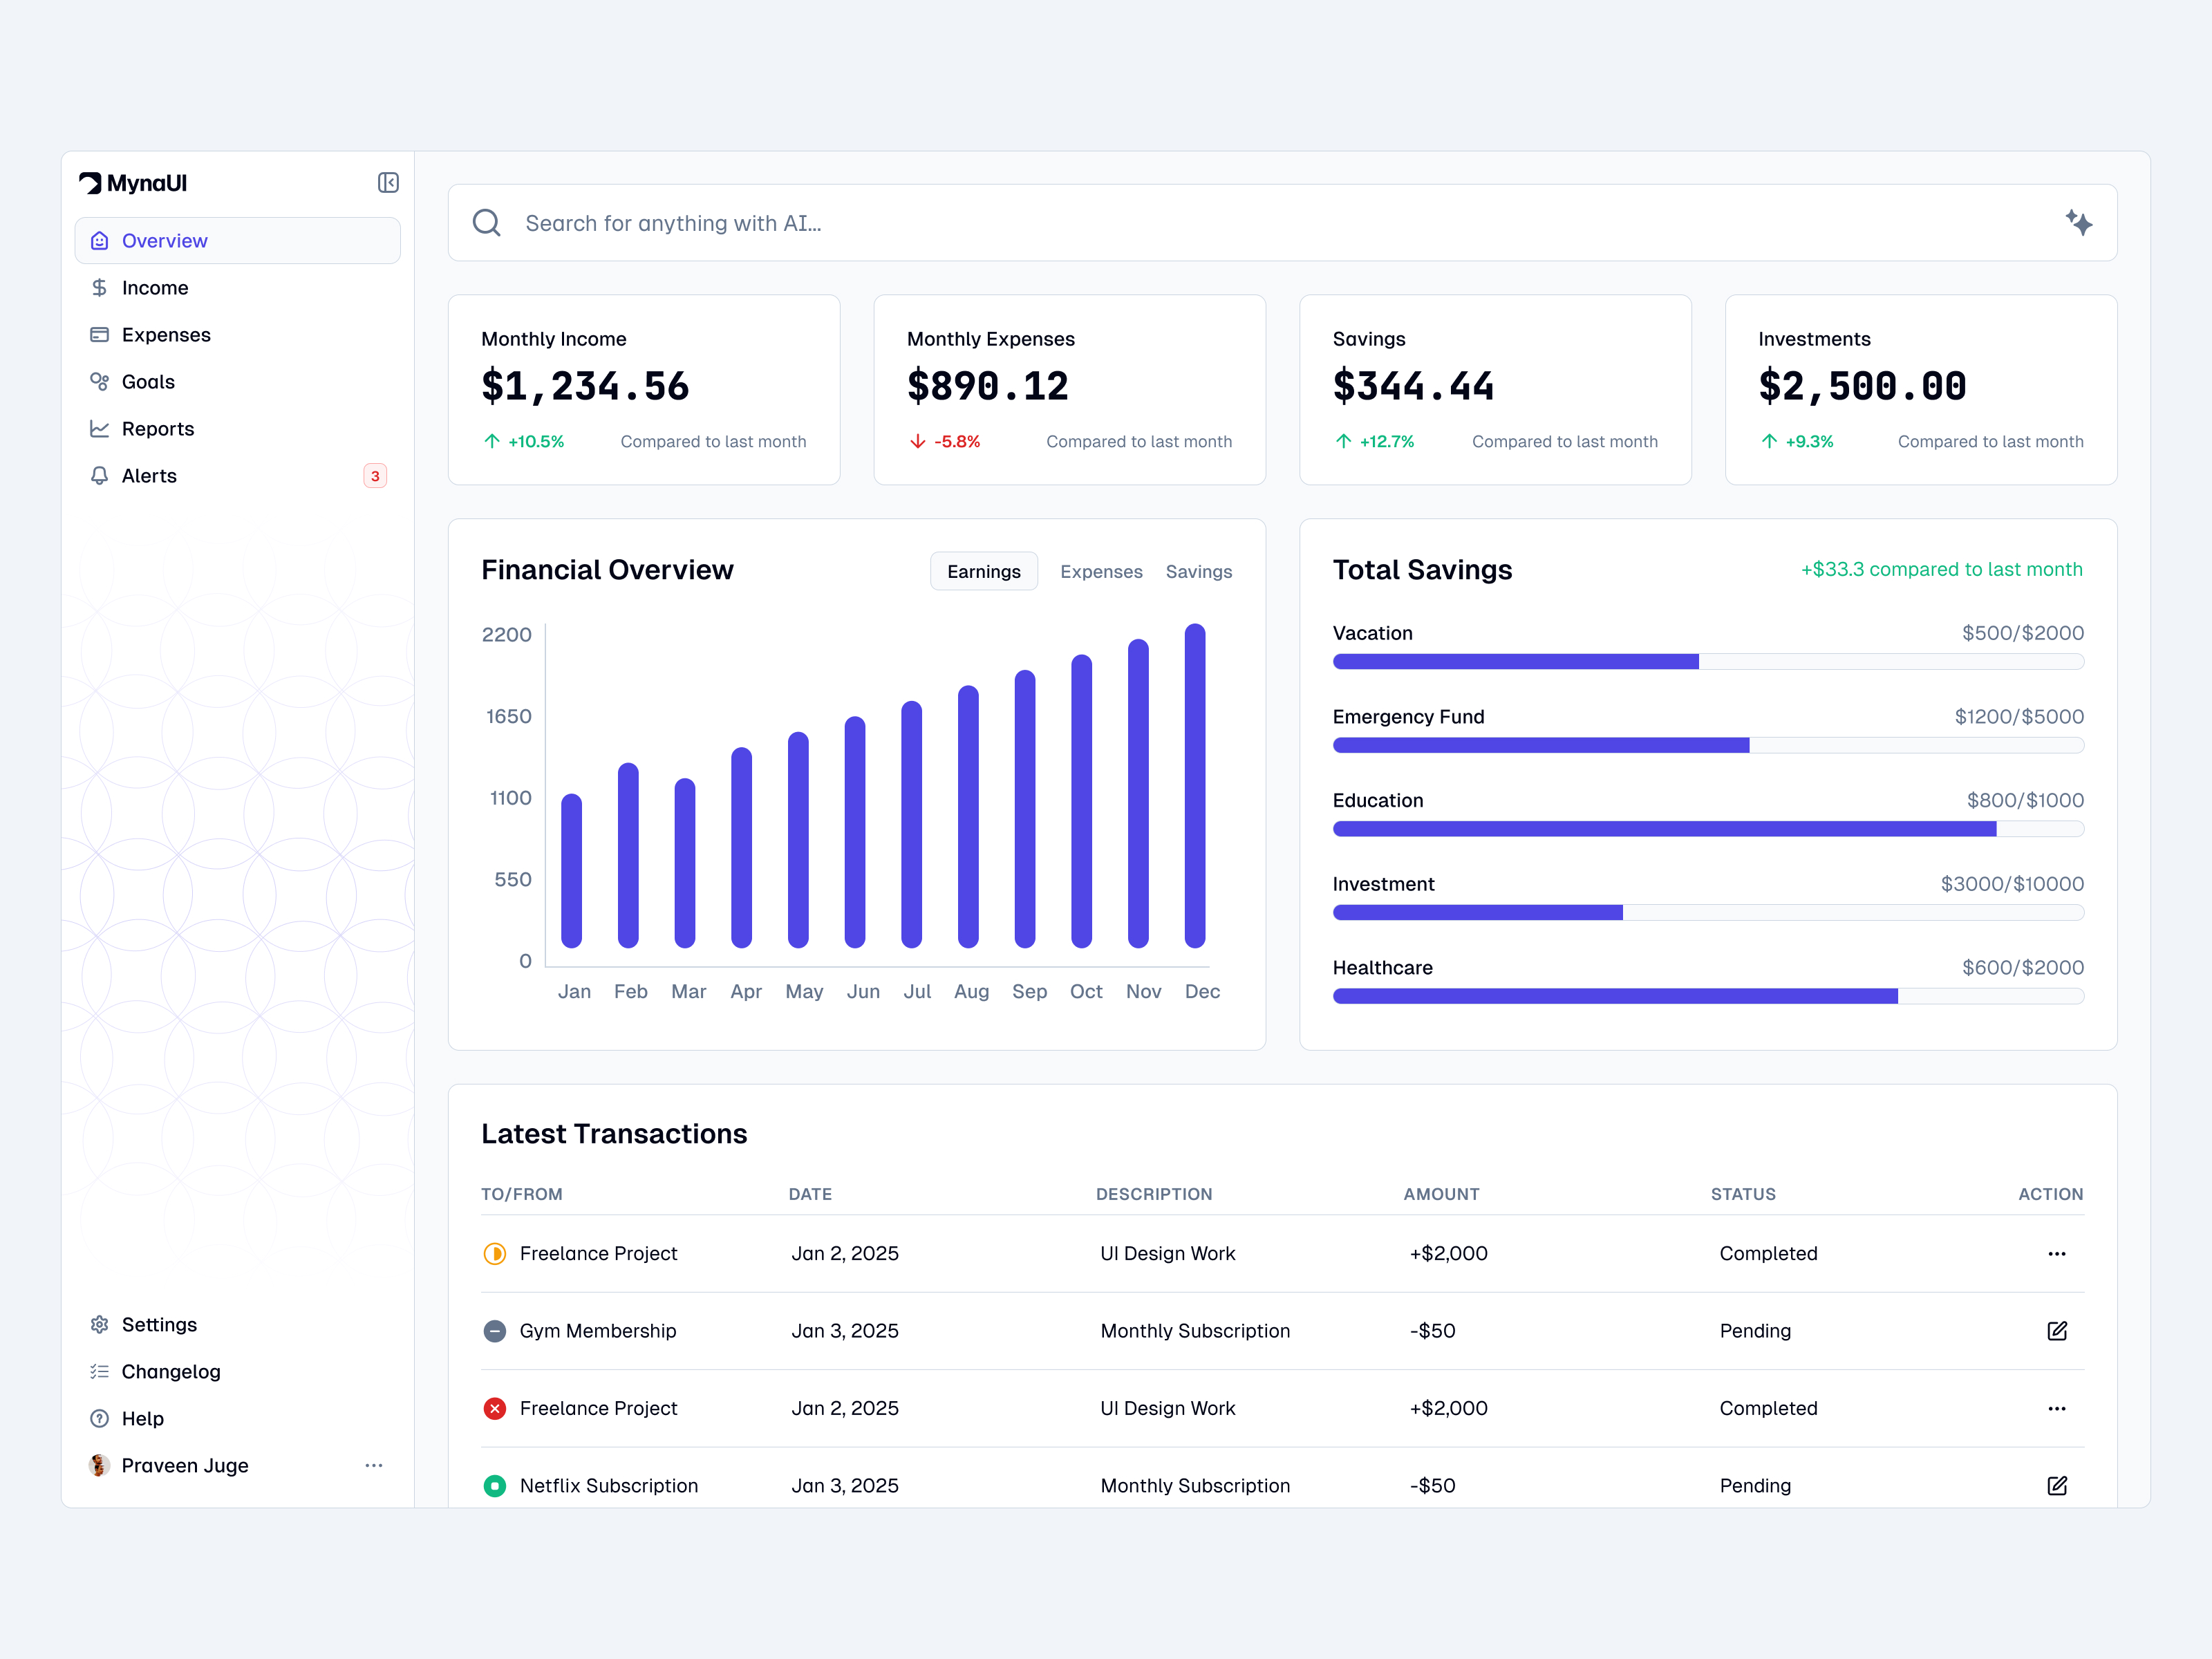 MynaUI
Overview
Income
Expenses
Goals
Reports
Alerts 3
Settings
Changelog
Help
Praveen Juge
Search for anything with AI...
Monthly Income
$1,234.56
+10.5% Compared to last month
Monthly Expenses
$890.12
-5.8% Compared to last month
Savings
$344.44
+12.7% Compared to last month
Investments
$2,500.00
+9.3% Compared to last month
Financial Overview Earnings Expenses Savings
2200
1650
1100
550
0
Jan Feb Mar Apr May Jun Jul Aug Sep Oct Nov Dec
Total Savings +$33.3 compared to last month
Vacation $500/$2000
Emergency Fund $1200/$5000
Education $800/$1000
Investment $3000/$10000
Healthcare $600/$2000
Latest Transactions
TO/FROM DATE DESCRIPTION AMOUNT STATUS ACTION
Freelance Project Jan 2, 2025 UI Design Work +$2,000 Completed
Gym Membership Jan 3, 2025 Monthly Subscription -$50 Pending
Freelance Project Jan 2, 2025 UI Design Work +$2,000 Completed
Netflix Subscription Jan 3, 2025 Monthly Subscription -$50 Pending